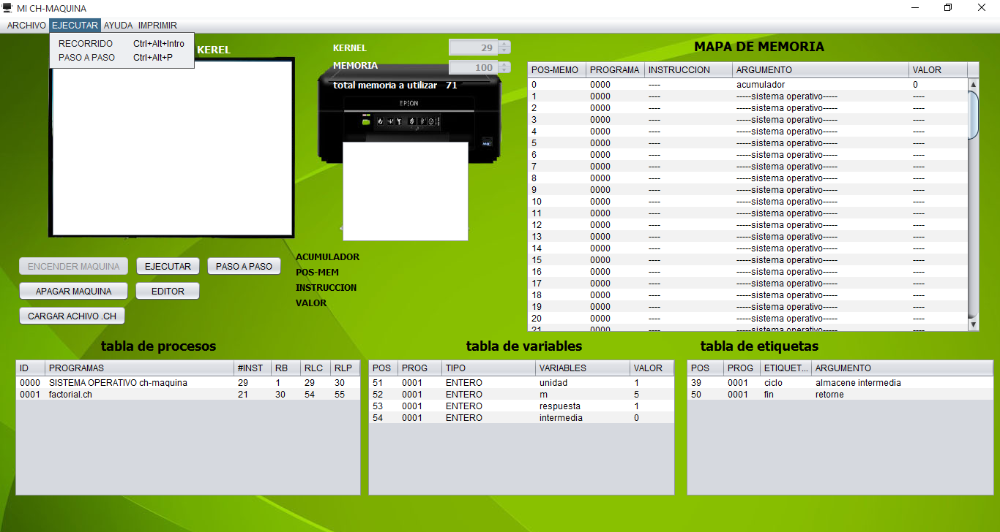 MI CH-MAQUINA
ARCHIVO EJECUTAR AYUDA IMPRIMIR
RECORRIDO Ctrl+Alt+Intro
PASO A PASO Ctrl+Alt+P
KEREL
KERNEL 29
MEMORIA 100
total memoria a utilizar 71
EPSON
MAPA DE MEMORIA
POS-MEMO PROGRAMA INSTRUCCION ARGUMENTO VALOR
0 0000 ---- acumulador 0
1 0000 ---- -----sistema operativo----- ----
2 0000 ---- -----sistema operativo----- ----
3 0000 ---- -----sistema operativo----- ----
4 0000 ---- -----sistema operativo----- ----
5 0000 ---- -----sistema operativo----- ----
6 0000 ---- -----sistema operativo----- ----
7 0000 ---- -----sistema operativo----- ----
8 0000 ---- -----sistema operativo----- ----
9 0000 ---- -----sistema operativo----- ----
10 0000 ---- -----sistema operativo----- ----
11 0000 ---- -----sistema operativo----- ----
12 0000 ---- -----sistema operativo----- ----
13 0000 ---- -----sistema operativo----- ----
14 0000 ---- -----sistema operativo----- ----
15 0000 ---- -----sistema operativo----- ----
16 0000 ---- -----sistema operativo----- ----
17 0000 ---- -----sistema operativo----- ----
18 0000 ---- -----sistema operativo----- ----
19 0000 ---- -----sistema operativo----- ----
20 0000 ---- -----sistema operativo----- ----
21 0000 ---- -----sistema operativo----- ----
ENCENDER MAQUINA EJECUTAR PASO A PASO
APAGAR MAQUINA EDITOR
CARGAR ACHIVO .CH
ACUMULADOR
POS-MEM
INSTRUCCION
VALOR
tabla de procesos
ID PROGRAMAS #INST RB RLC RLP
0000 SISTEMA OPERATIVO ch-maquina 29 1 29 30
0001 factorial.ch 21 30 54 55
tabla de variables
POS PROG TIPO VARIABLES VALOR
51 0001 ENTERO unidad 1
52 0001 ENTERO m 5
53 0001 ENTERO respuesta 1
54 0001 ENTERO intermedia 0
tabla de etiquetas
POS PROG ETIQUET... ARGUMENTO
39 0001 ciclo almacene intermedia
50 0001 fin retorne